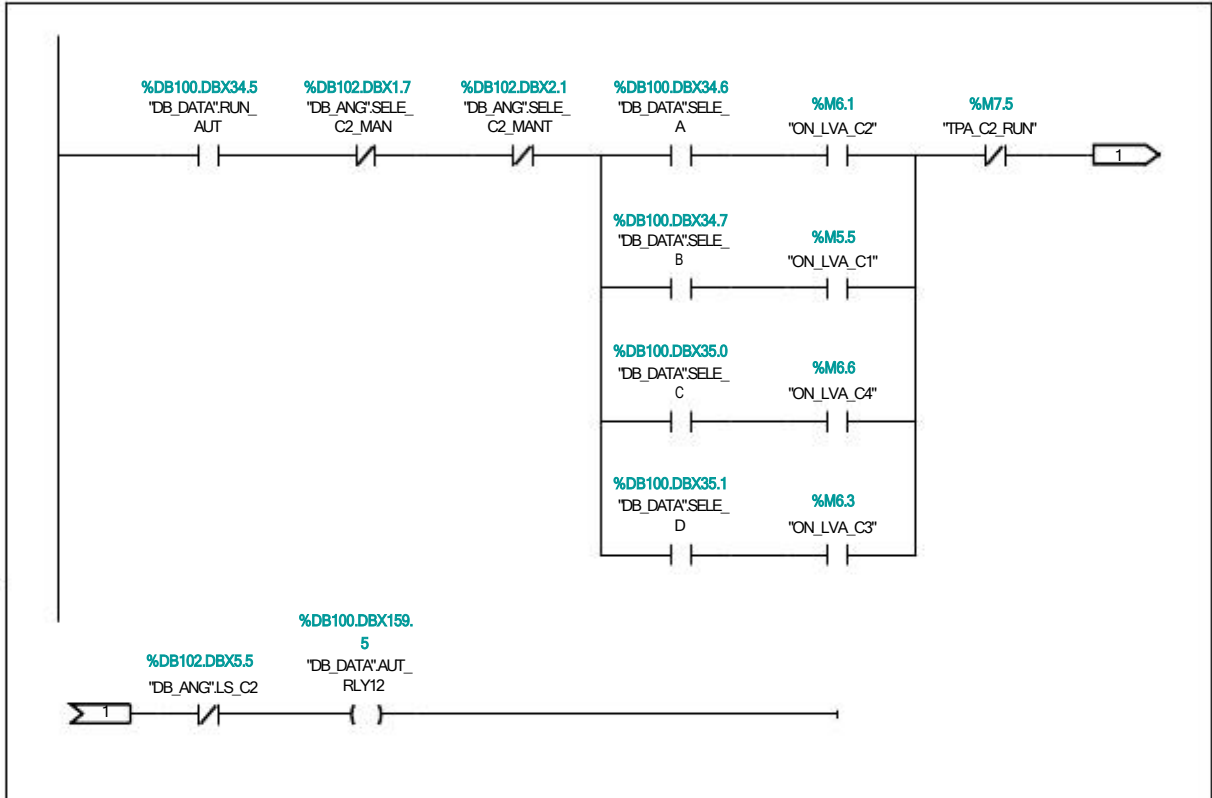 %DB100.DBX34.5
"DB_DATA".RUN_
AUT
%DB102.DBX1.7
"DB_ANG".SELE_
C2_MAN
%DB102.DBX2.1
"DB_ANG".SELE_
C2_MANT
%DB100.DBX34.6
"DB_DATA".SELE_
A
%M6.1
"ON_LVA_C2"
%M7.5
"TPA_C2_RUN"
1
%DB100.DBX34.7
"DB_DATA".SELE_
B
%M5.5
"ON_LVA_C1"
%DB100.DBX35.0
"DB_DATA".SELE_
C
%M6.6
"ON_LVA_C4"
%DB100.DBX35.1
"DB_DATA".SELE_
D
%M6.3
"ON_LVA_C3"
1
%DB102.DBX5.5
"DB_ANG".LS_C2
%DB100.DBX159.
5
"DB_DATA".AUT_
RLY12